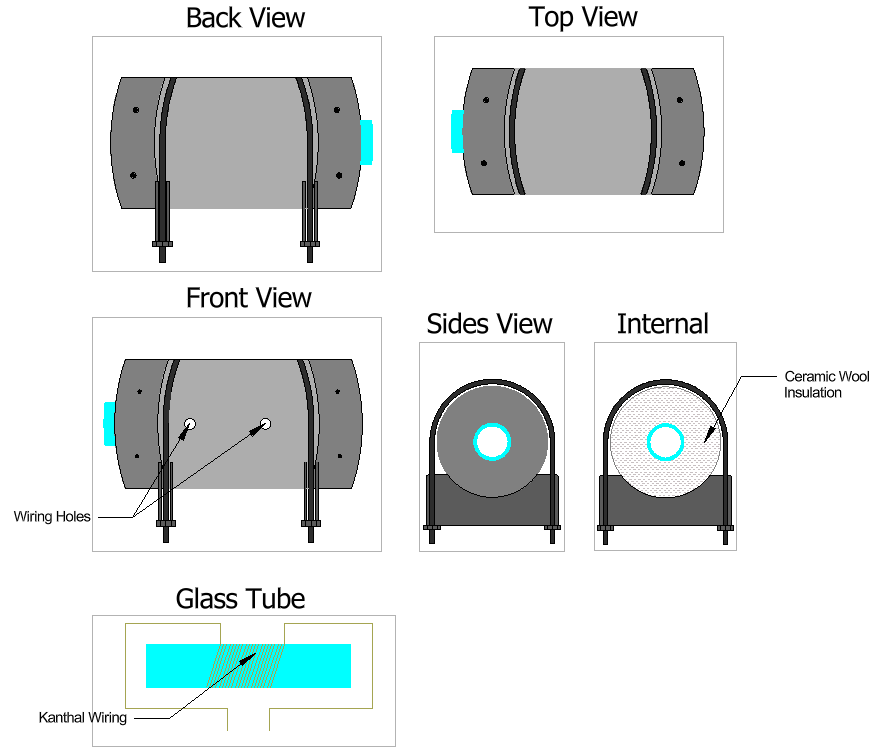 Back View
Top View
Front View
Wiring Holes
Sides View
Internal
Ceramic Wool
Insulation
Glass Tube
Kanthal Wiring